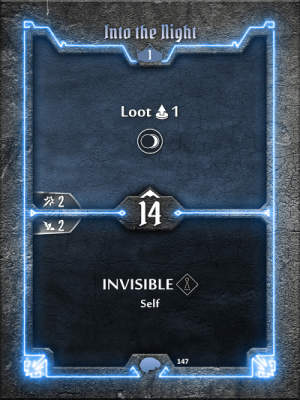 Into the Night
1
Loot 1
2
14
2
INVISIBLE
Self
147